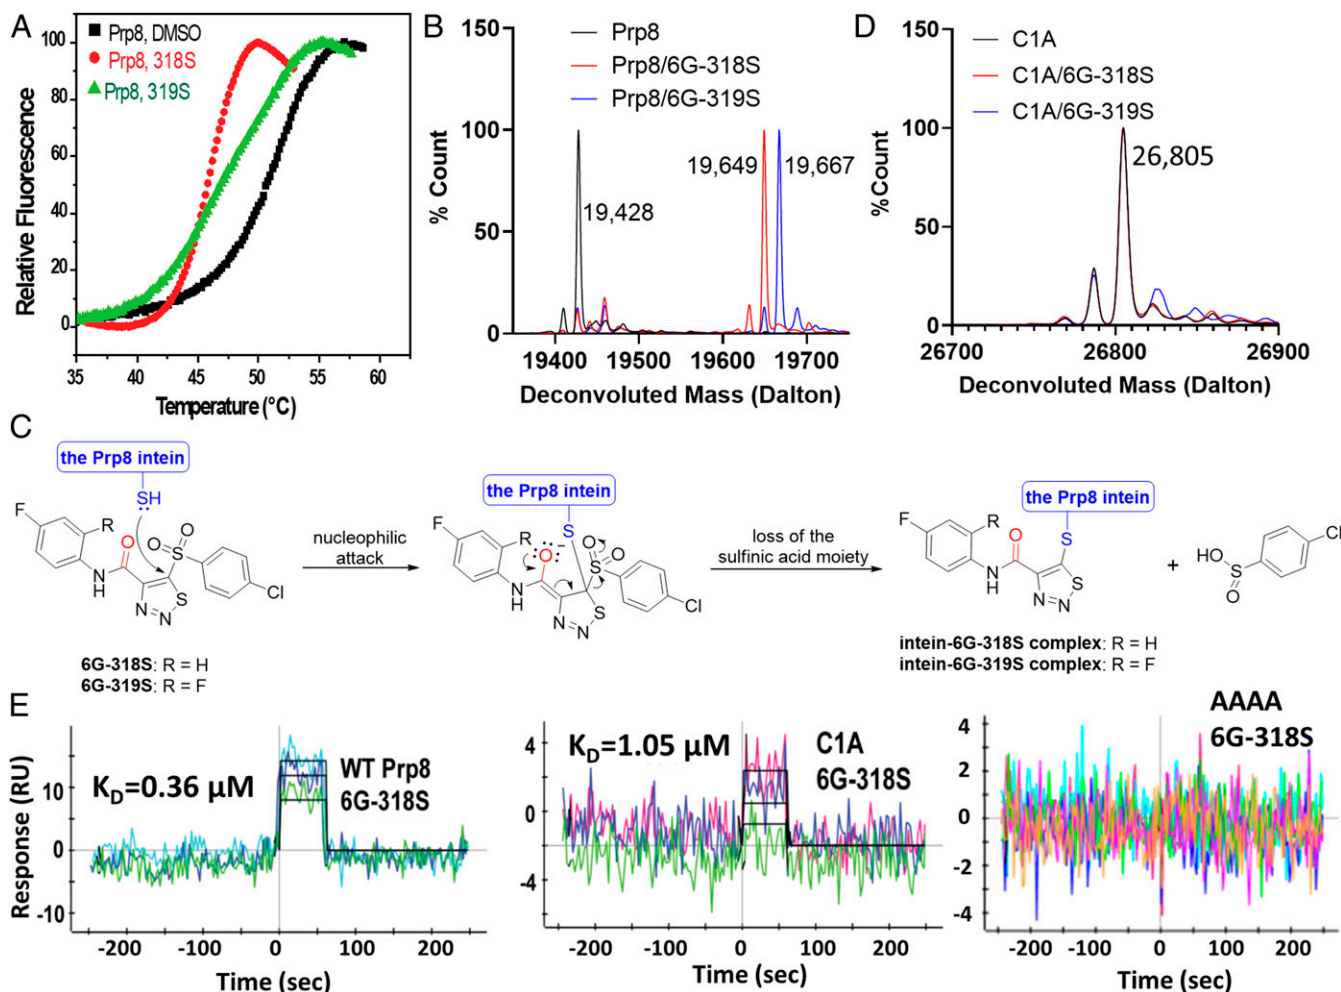 A
Prp8, DMSO
Prp8, 318S
Prp8, 319S
100
80
60
40
20
0
Relative Fluorescence
35 40 45 50 55 60
Temperature (°C)
B
Prp8
Prp8/6G-318S
Prp8/6G-319S
150
100
50
0
% Count
19,428
19,649
19,667
19400 19500 19600 19700
Deconvoluted Mass (Dalton)
D
C1A
C1A/6G-318S
C1A/6G-319S
150
100
50
0
%Count
26,805
26700 26800 26900
Deconvoluted Mass (Dalton)
C
the Prp8 intein
SH
F
R
O
O
O
S
N
H
N=N
S
Cl
6G-318S: R = H
6G-319S: R = F
nucleophilic
attack
the Prp8 intein
S
F
R
O
O
O
S
N
H
N=N
S
Cl
loss of the
sulfinic acid moiety
the Prp8 intein
S
F
R
O
N
H
N=N
S
intein-6G-318S complex: R = H
intein-6G-319S complex: R = F
+
HO
S
O
Cl
E
Response (RU)
10
0
-10
K_D=0.36 µM
WT Prp8
6G-318S
-200 -100 0 100 200
Time (sec)
4
0
-4
K_D=1.05 µM
C1A
6G-318S
-200 -100 0 100 200
Time (sec)
AAAA
6G-318S
4
2
0
-2
-4
-200 -100 0 100 200
Time (sec)